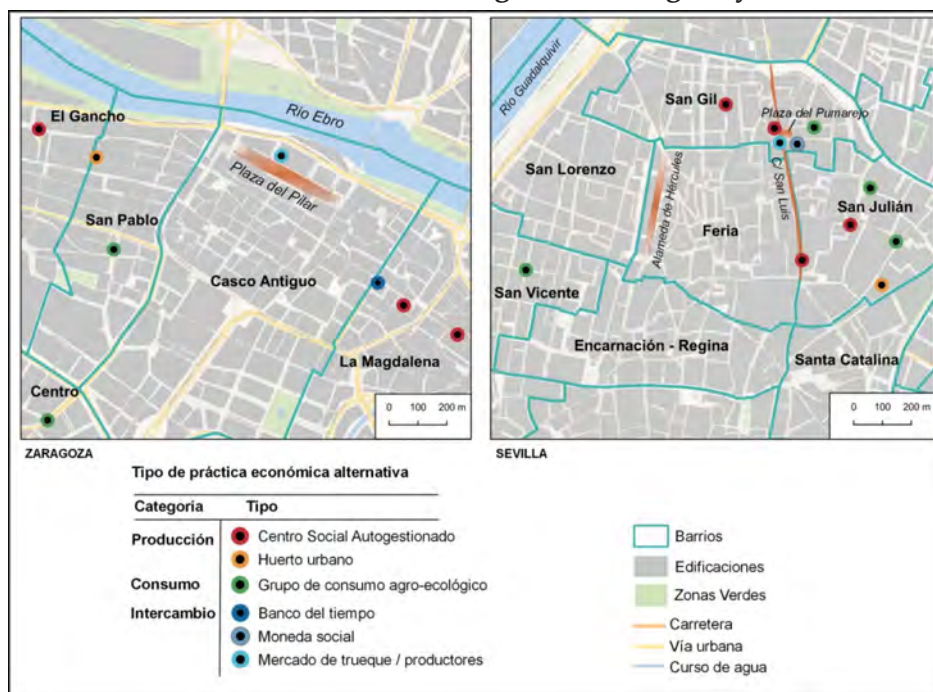 El Gancho
Río Ebro
Plaza del Pilar
San Pablo
Casco Antiguo
La Magdalena
Centro
0 100 200 m
ZARAGOZA
Río Guadalquivir
San Gil
Plaza del Pumarejo
San Lorenzo
Alameda de Hércules
C/ San Luis
San Julián
Feria
San Vicente
Encarnación - Regina
Santa Catalina
0 100 200 m
SEVILLA
Tipo de práctica económica alternativa
Categoría Tipo
Producción
Centro Social Autogestionado
Huerto urbano
Consumo
Grupo de consumo agro-ecológico
Intercambio
Banco del tiempo
Moneda social
Mercado de trueque / productores
Barrios
Edificaciones
Zonas Verdes
Carretera
Vía urbana
Curso de agua